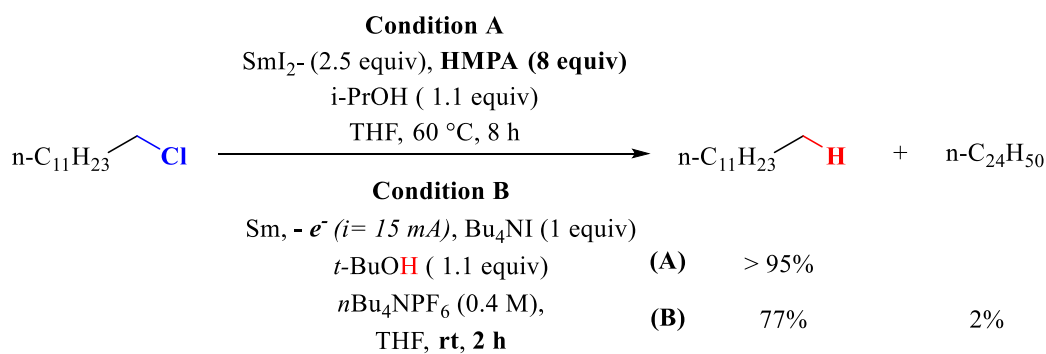 Condition A
SmI₂- (2.5 equiv), HMPA (8 equiv)
i-PrOH ( 1.1 equiv)
THF, 60 °C, 8 h
n-C₁₁H₂₃ Cl
n-C₁₁H₂₃ H + n-C₂₄H₅₀
Condition B
Sm, - e⁻ (i= 15 mA), Bu₄NI (1 equiv)
t-BuOH ( 1.1 equiv)
nBu₄NPF₆ (0.4 M),
THF, rt, 2 h
(A) > 95%
(B) 77% 2%